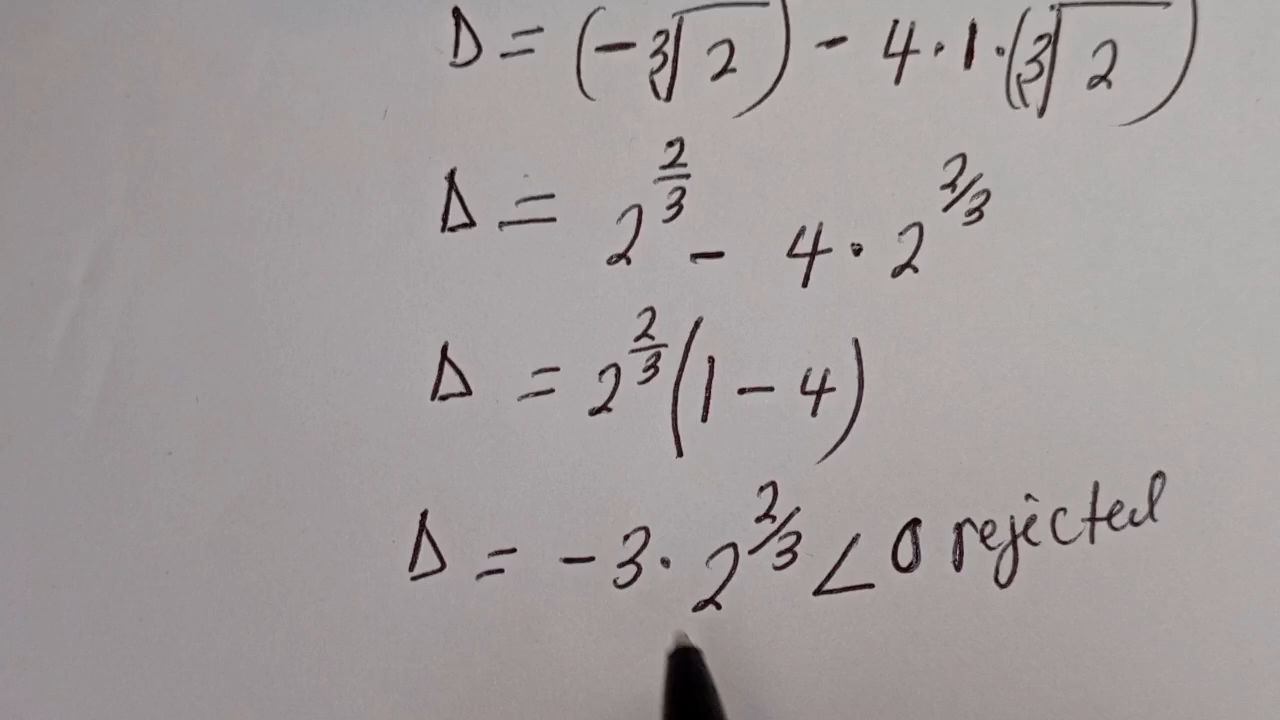 Δ = (-∛2) - 4·1·(∛2)
Δ = 2^(2/3) - 4·2^(2/3)
Δ = 2^(2/3)(1-4)
Δ = -3·2^(2/3) < 0 rejected